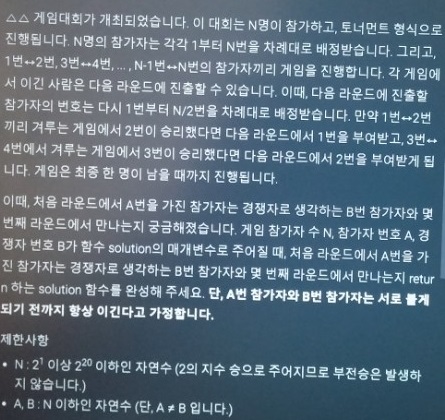 △△ 게임대회가 개최되었습니다. 이 대회는 N명이 참가하고, 토너먼트 형식으로
진행됩니다. N명의 참가자는 각각 1부터 N번을 차례대로 배정받습니다. 그리고,
1번↔2번, 3번↔4번, ... , N-1번↔N번의 참가자끼리 게임을 진행합니다. 각 게임에
서 이긴 사람은 다음 라운드에 진출할 수 있습니다. 이때, 다음 라운드에 진출할
참가자의 번호는 다시 1번부터 N/2번을 차례대로 배정받습니다. 만약 1번↔2번
끼리 겨루는 게임에서 2번이 승리했다면 다음 라운드에서 1번을 부여받고, 3번↔
4번에서 겨루는 게임에서 3번이 승리했다면 다음 라운드에서 2번을 부여받게 됩
니다. 게임은 최종 한 명이 남을 때까지 진행됩니다.
이때, 처음 라운드에서 A번을 가진 참가자는 경쟁자로 생각하는 B번 참가자와 몇
번째 라운드에서 만나는지 궁금해졌습니다. 게임 참가자 수 N, 참가자 번호 A, 경
쟁자 번호 B가 함수 solution의 매개변수로 주어질 때, 처음 라운드에서 A번을 가
진 참가자는 경쟁자로 생각하는 B번 참가자와 몇 번째 라운드에서 만나는지 retur
n 하는 solution 함수를 완성해 주세요. 단, A번 참가자와 B번 참가자는 서로 붙게
되기 전까지 항상 이긴다고 가정합니다.
제한사항
• N : 2¹ 이상 2²⁰ 이하인 자연수 (2의 지수 승으로 주어지므로 부전승은 발생하
지 않습니다.)
• A, B : N 이하인 자연수 (단, A ≠ B 입니다.)